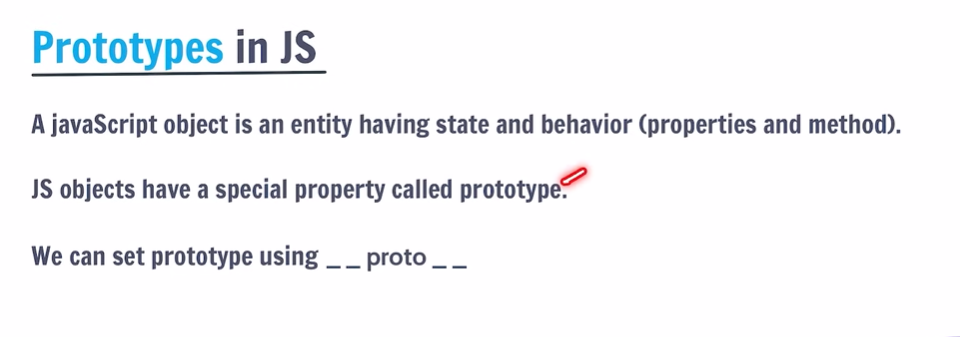 Prototypes in JS
A javaScript object is an entity having state and behavior (properties and method).
JS objects have a special property called prototype.
We can set prototype using _ _ proto _ _